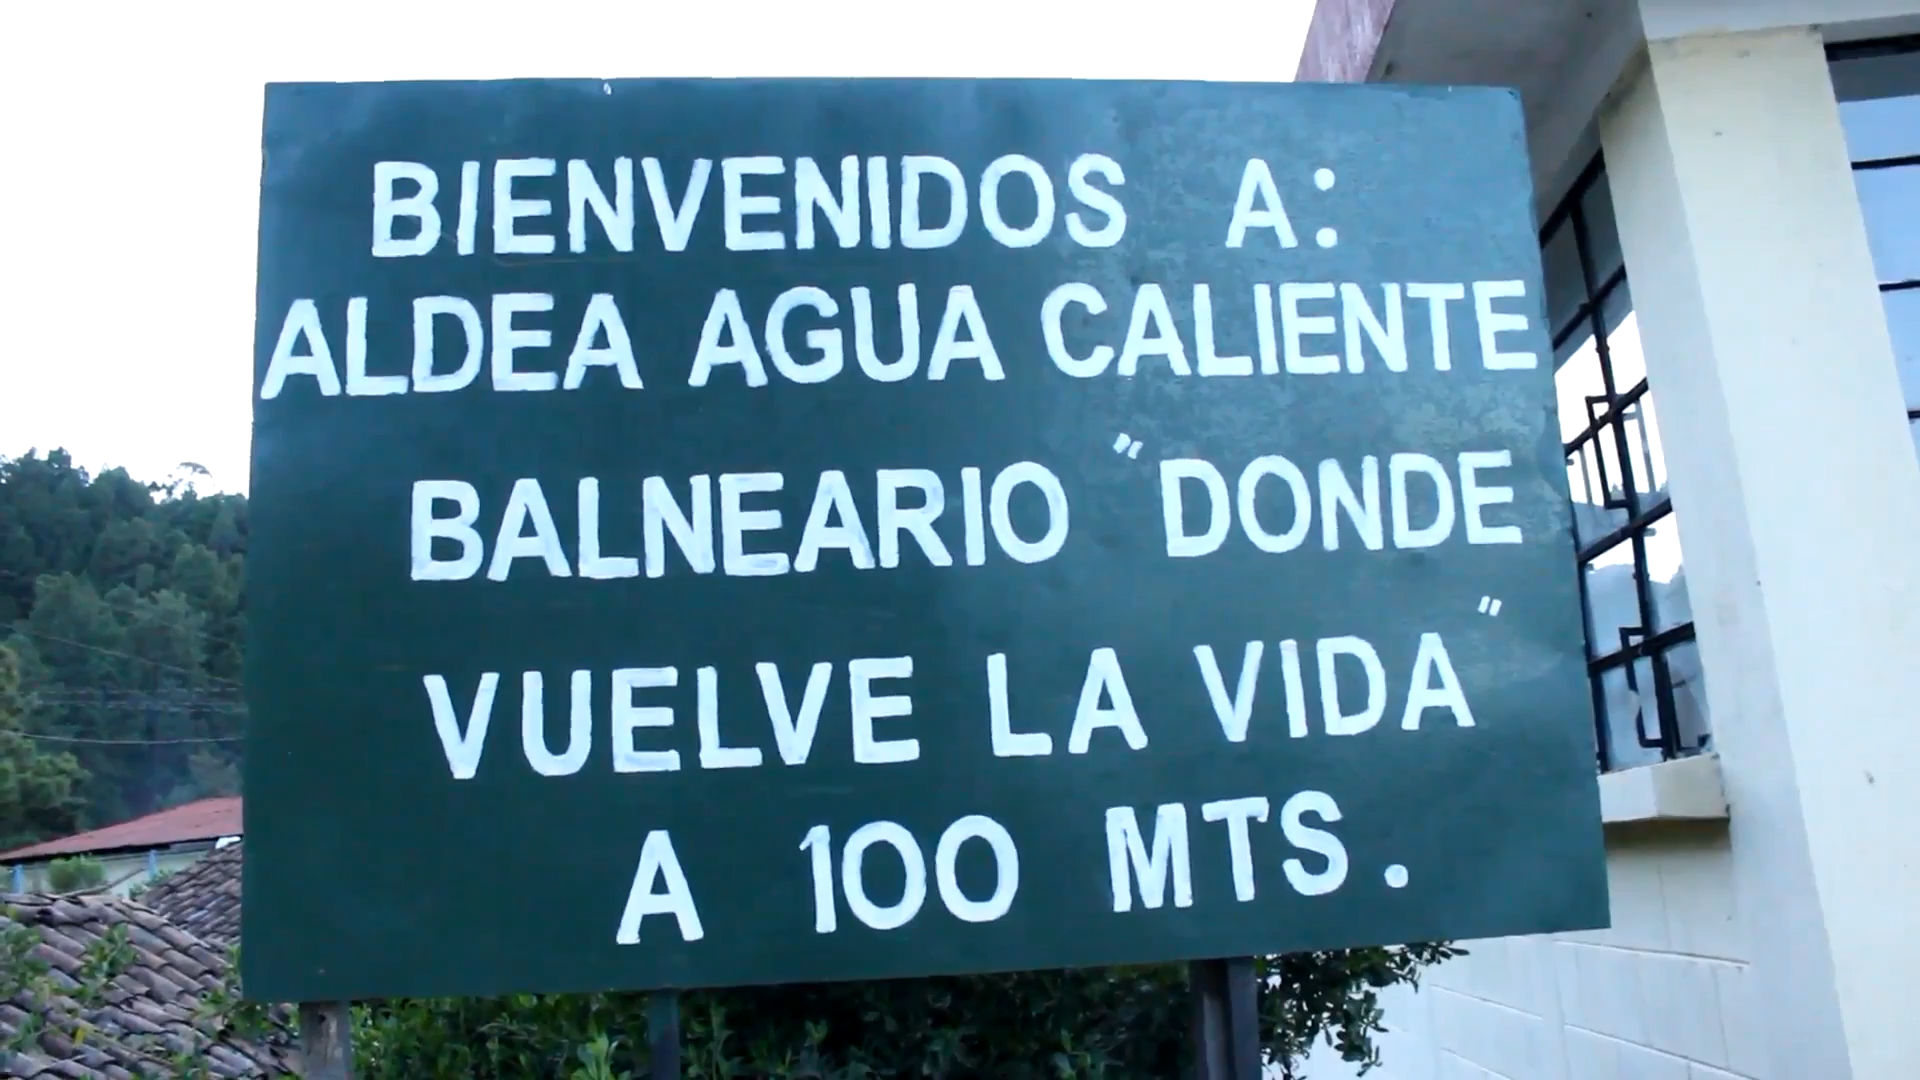 BIENVENIDOS A:
ALDEA AGUA CALIENTE
BALNEARIO "DONDE
VUELVE LA VIDA"
A 100 MTS.